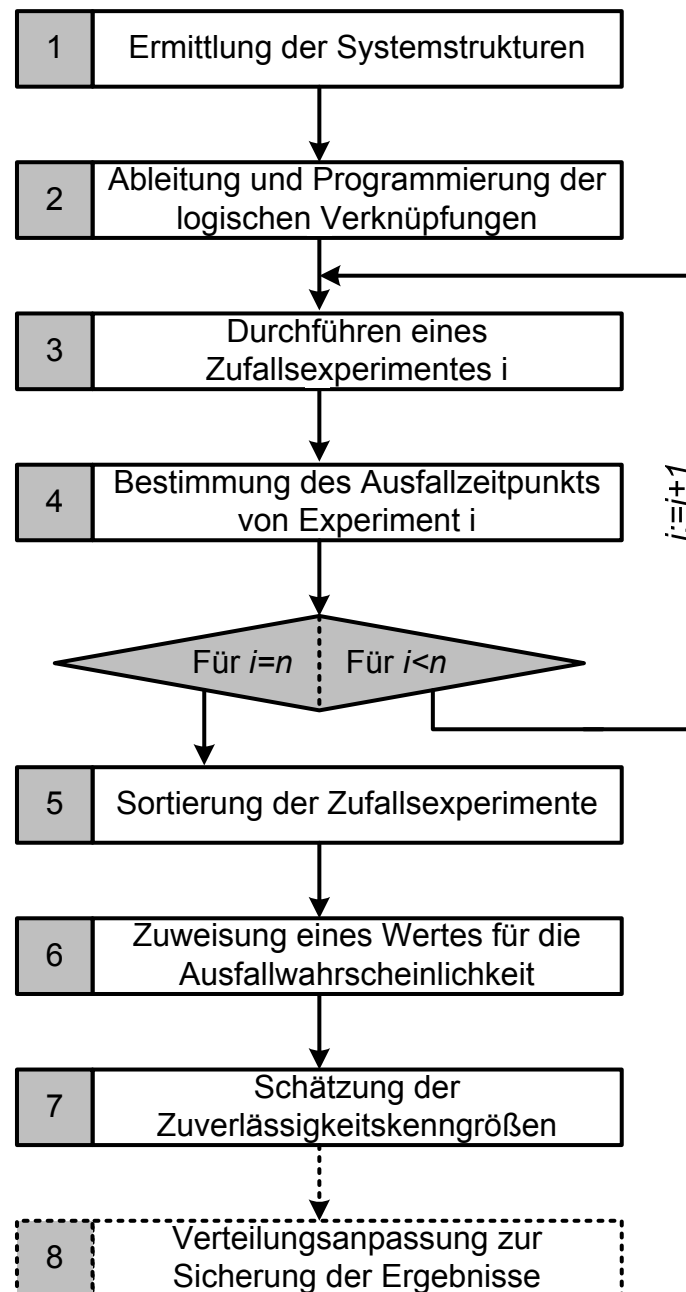 1
Ermittlung der Systemstrukturen
2
Ableitung und Programmierung der
logischen Verknüpfungen
3
Durchführen eines
Zufallsexperimentes i
4
Bestimmung des Ausfallzeitpunkts
von Experiment i
i:=i+1
Für i=n
Für i<n
5
Sortierung der Zufallsexperimente
6
Zuweisung eines Wertes für die
Ausfallwahrscheinlichkeit
7
Schätzung der
Zuverlässigkeitskenngrößen
8
Verteilungsanpassung zur
Sicherung der Ergebnisse